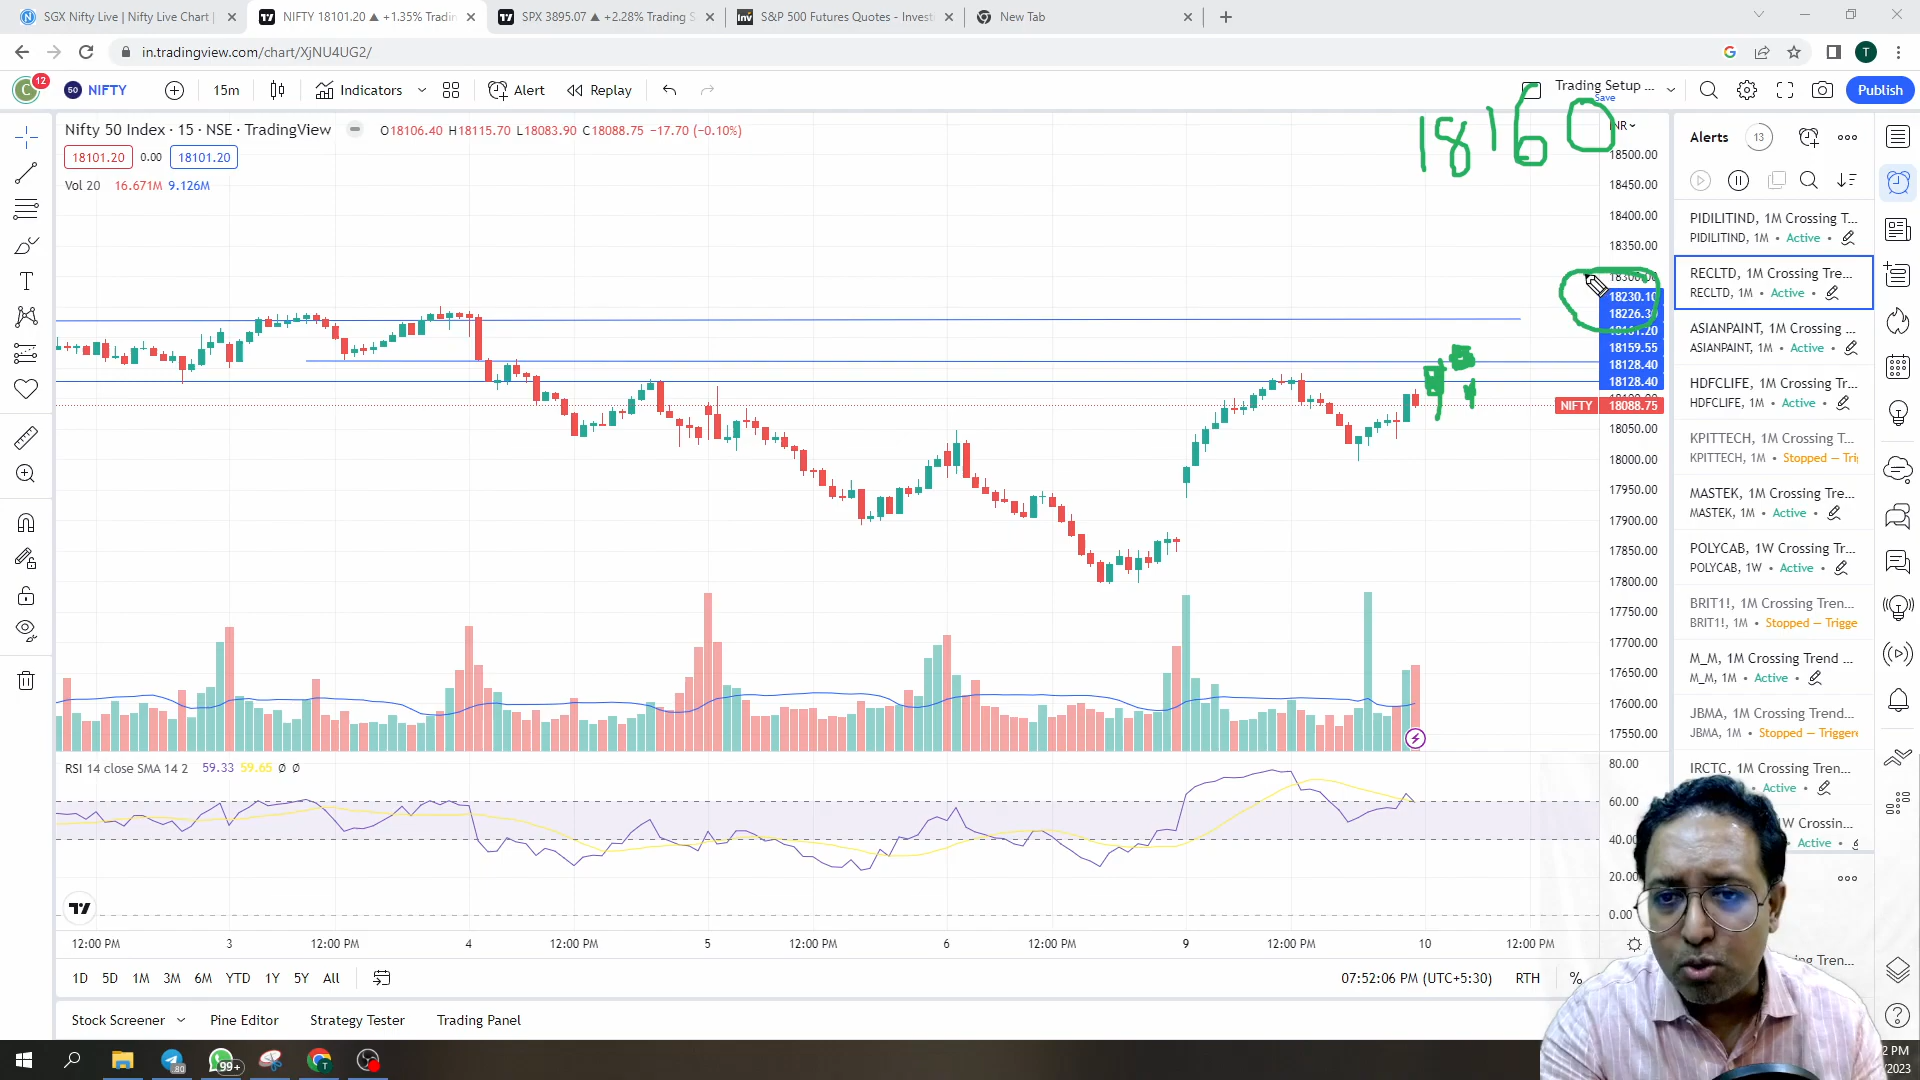 SGX Nifty Live | Nifty Live Chart |
NIFTY 18101.20 ▲ +1.35% Tradin
SPX 3895.07 ▲ +2.28% Trading S
S&P 500 Futures Quotes - Invest
New Tab
in.tradingview.com/chart/XjNU4UG2/
T
C 12
50 NIFTY
15m
Indicators
Alert
Replay
Trading Setup ...
Save
Publish
Nifty 50 Index · 15 · NSE · TradingView
O18106.40 H18115.70 L18083.90 C18088.75 −17.70 (−0.10%)
18101.20 0.00 18101.20
Vol 20 16.671M 9.126M
18160
18500.00
18450.00
18400.00
18350.00
18230.10
18159.55
18128.40
18128.40
NIFTY 18088.75
18050.00
18000.00
17950.00
17900.00
17850.00
17800.00
17750.00
17700.00
17650.00
17600.00
17550.00
RSI 14 close SMA 14 2 59.33 59.65 Ø Ø
80.00
60.00
40.00
0.00
12:00 PM 3 12:00 PM 4 12:00 PM 5 12:00 PM 6 12:00 PM 9 12:00 PM 10 12:00 PM
1D 5D 1M 3M 6M YTD 1Y 5Y All
07:52:06 PM (UTC+5:30) RTH %
Stock Screener Pine Editor Strategy Tester Trading Panel
Alerts 13
PIDILITIND, 1M Crossing T...
PIDILITIND, 1M • Active •
RECLTD, 1M Crossing Tre...
RECLTD, 1M • Active •
ASIANPAINT, 1M Crossing ...
ASIANPAINT, 1M • Active •
HDFCLIFE, 1M Crossing Tr...
HDFCLIFE, 1M • Active •
KPITTECH, 1M Crossing T...
KPITTECH, 1M • Stopped — Tri
MASTEK, 1M Crossing Tre...
MASTEK, 1M • Active •
POLYCAB, 1W Crossing Tr...
POLYCAB, 1W • Active •
BRIT1!, 1M Crossing Tren...
BRIT1!, 1M • Stopped — Trigge
M_M, 1M Crossing Trend ...
M_M, 1M • Active •
JBMA, 1M Crossing Trend...
JBMA, 1M • Stopped — Trigger
IRCTC, 1M Crossing Tren...
Active •
Crossin...
Active •
80
99+